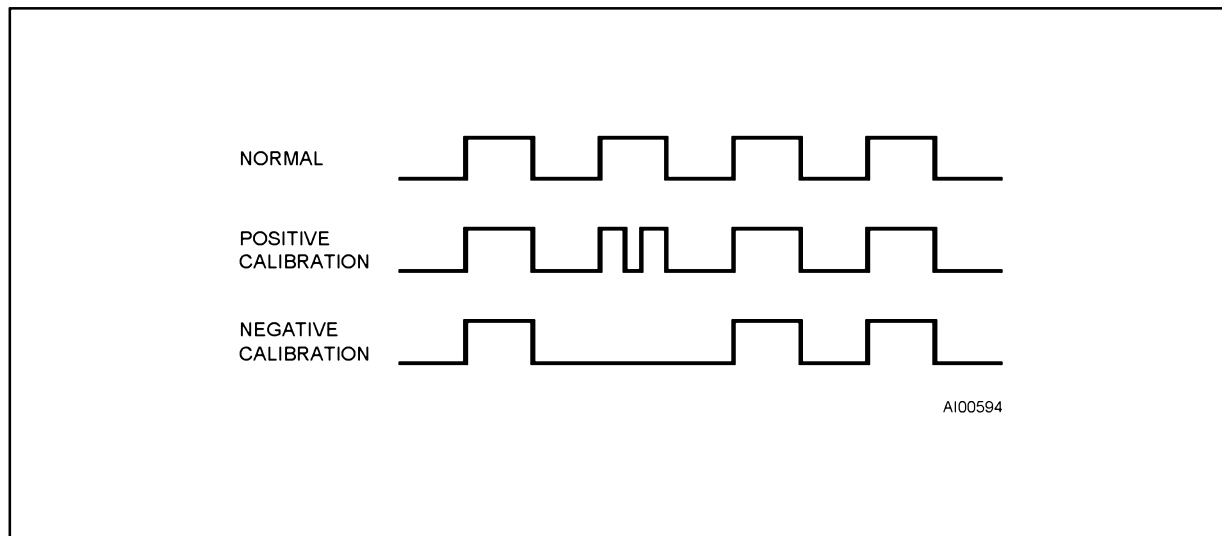 NORMAL
POSITIVE
CALIBRATION
NEGATIVE
CALIBRATION
AI00594